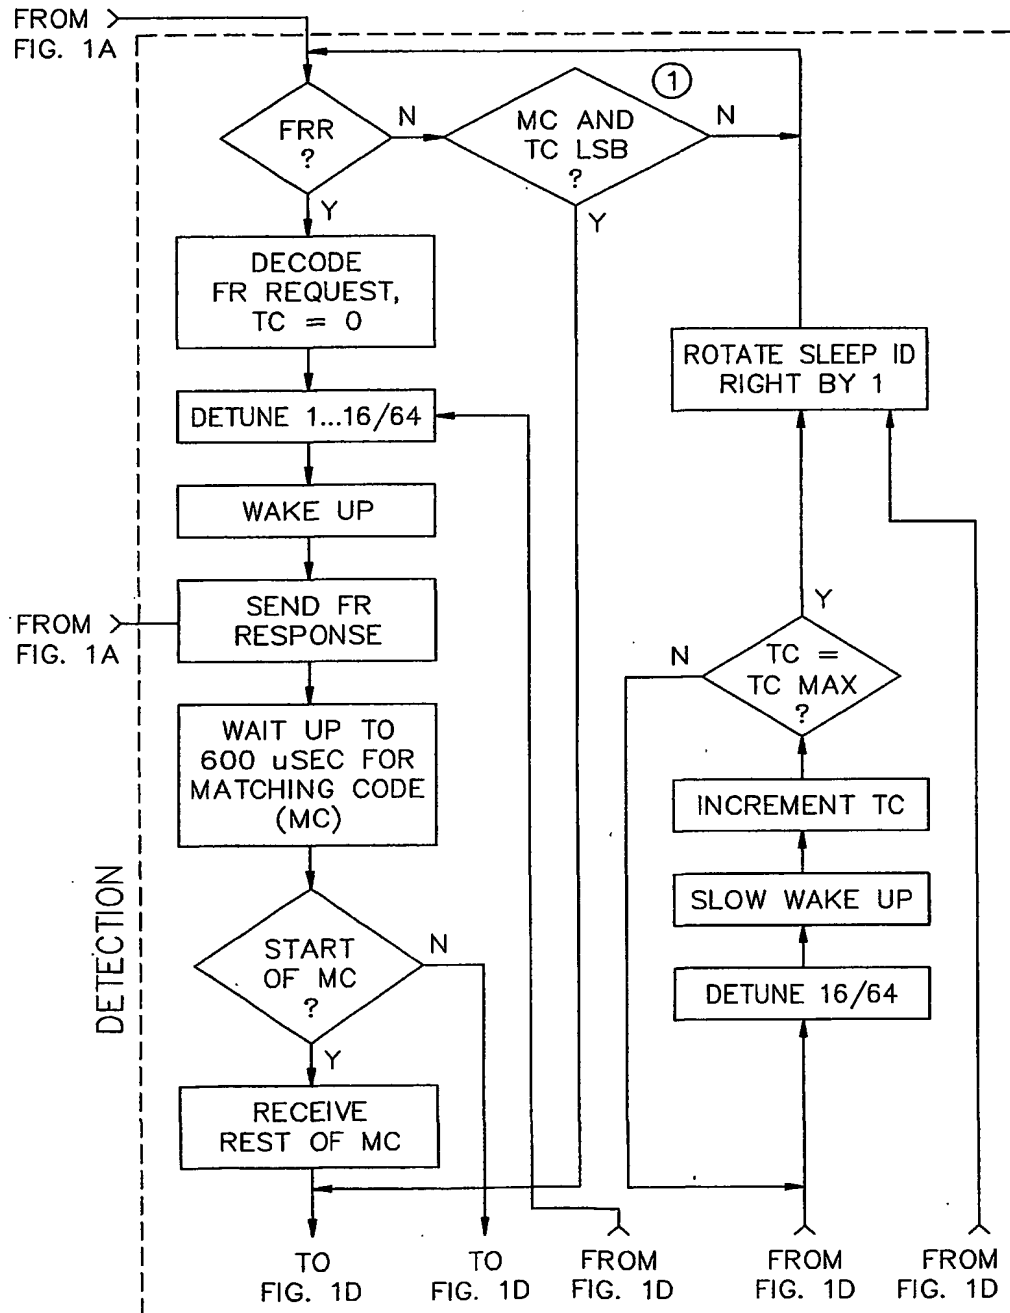 FROM
FIG. 1A
FRR
?
N
Y
MC AND
TC LSB
?
1
N
Y
DECODE
FR REQUEST,
TC = 0
DETUNE 1...16/64
WAKE UP
FROM
FIG. 1A
SEND FR
RESPONSE
WAIT UP TO
600 uSEC FOR
MATCHING CODE
(MC)
START
OF MC
?
N
Y
RECEIVE
REST OF MC
DETECTION
ROTATE SLEEP ID
RIGHT BY 1
Y
N
TC =
TC MAX
?
INCREMENT TC
SLOW WAKE UP
DETUNE 16/64
TO
FIG. 1D
TO
FIG. 1D
FROM
FIG. 1D
FROM
FIG. 1D
FROM
FIG. 1D